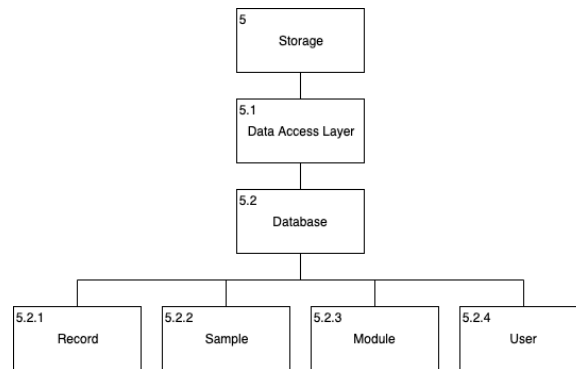 5
Storage
5.1
Data Access Layer
5.2
Database
5.2.1
Record
5.2.2
Sample
5.2.3
Module
5.2.4
User